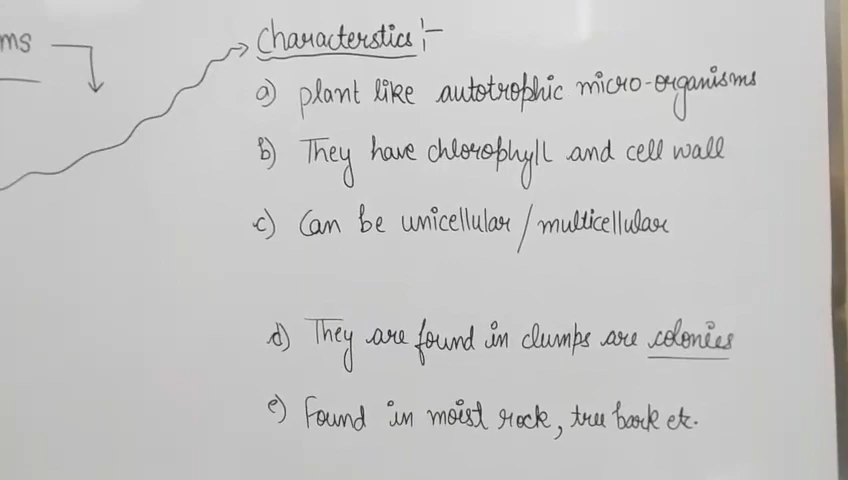 ms
Characterstics :-
a) plant like autotrophic micro-organisms
b) They have chlorophyll and cell wall
c) Can be unicellular / multicellular
d) They are found in clumps are colonies
e) Found in moist rock, tree bark etc.